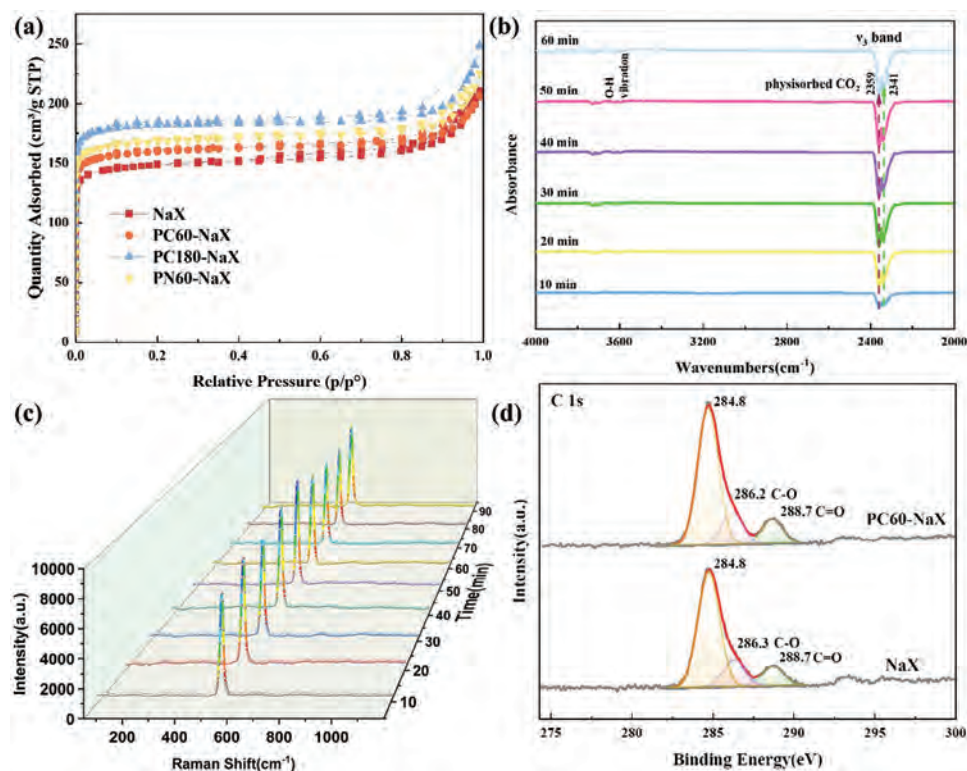 (a)
250
200
150
100
50
0
Quantity Adsorbed (cm³/g STP)
NaX
PC60-NaX
PC180-NaX
PN60-NaX
0.0 0.2 0.4 0.6 0.8 1.0
Relative Pressure (p/p°)
(b)
60 min
50 min
40 min
30 min
20 min
10 min
O-H
vibration
ν₃ band
physisorbed CO₂
2359
2341
Absorbance
4000 3600 3200 2800 2400 2000
Wavenumbers(cm⁻¹)
(c)
10000
8000
6000
4000
2000
0
Intensity(a.u.)
200 400 600 800 1000
Raman Shift(cm⁻¹)
90
80
70
60
50
40
30
20
10
Time(min)
(d)
C 1s
284.8
286.2 C-O
288.7 C=O
PC60-NaX
284.8
286.3 C-O
288.7 C=O
NaX
Intensity(a.u.)
275 280 285 290 295 300
Binding Energy(eV)